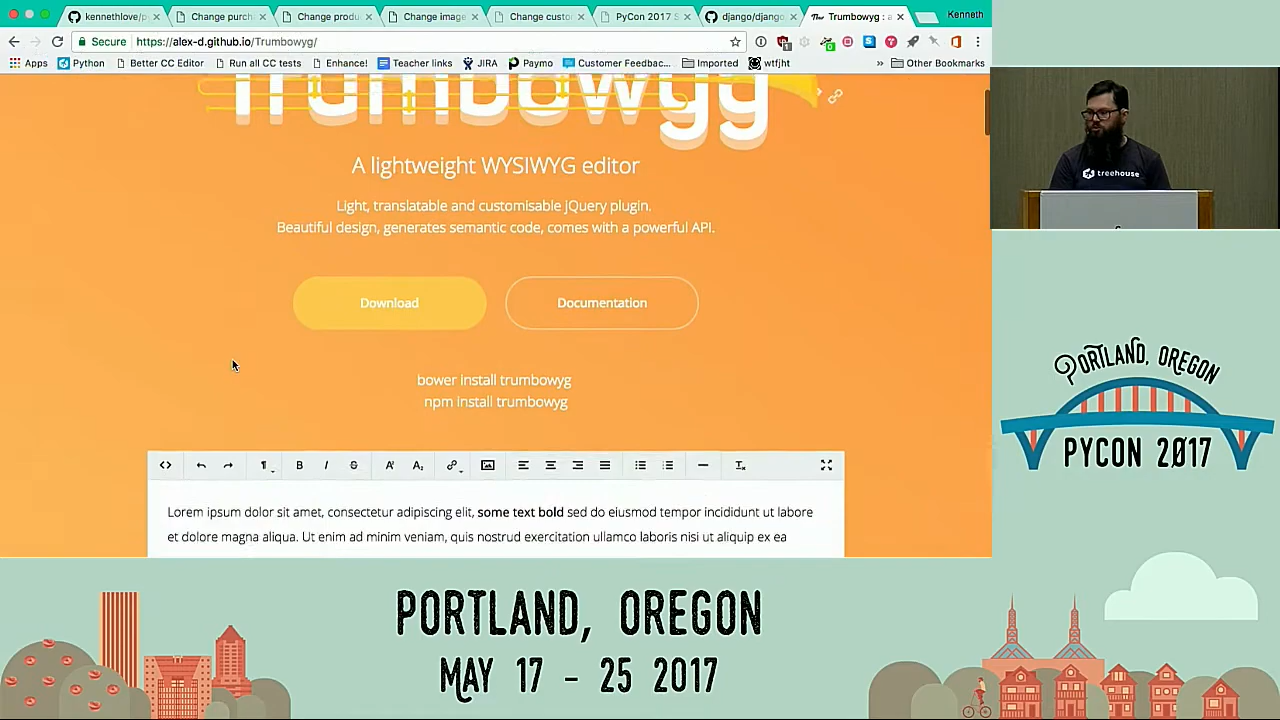 kennethlove/p
Change purch
Change produ
Change image
Change custo
PyCon 2017 S
django/django
Trumbowyg : a
Kenneth
Secure
https://alex-d.github.io/Trumbowyg/
Apps
Python
Better CC Editor
Run all CC tests
Enhance!
Teacher links
JIRA
Paymo
Customer Feedbac...
Imported
wtfjht
»
Other Bookmarks
Trumbowyg
A lightweight WYSIWYG editor
Light, translatable and customisable jQuery plugin.
Beautiful design, generates semantic code, comes with a powerful API.
Download
Documentation
bower install trumbowyg
npm install trumbowyg
Lorem ipsum dolor sit amet, consectetur adipiscing elit, some text bold sed do eiusmod tempor incididunt ut labore
et dolore magna aliqua. Ut enim ad minim veniam, quis nostrud exercitation ullamco laboris nisi ut aliquip ex ea
treehouse
PORTLAND, OREGON
PYCON 2017
PORTLAND, OREGON
MAY 17 - 25 2017